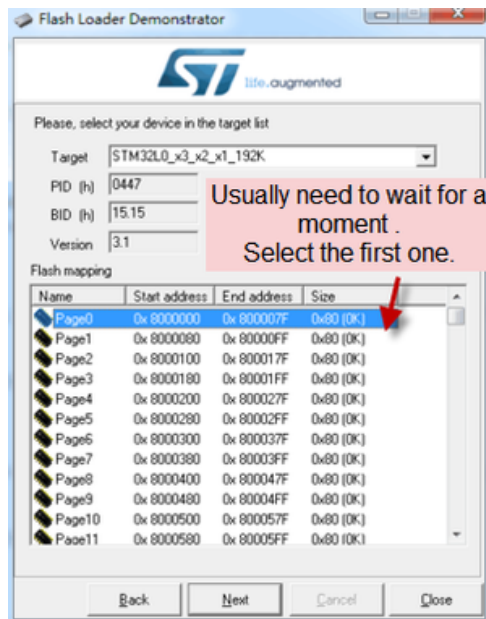 Flash Loader Demonstrator
ST
life.augmented
Please, select your device in the target list
Target STM32L0_x3_x2_x1_192K
PID (h) 0447
BID (h) 15.15
Version 3.1
Usually need to wait for a
moment .
Select the first one.
Flash mapping
Name Start address End address Size
Page0 0x 8000000 0x 800007F 0x80 (0K)
Page1 0x 8000080 0x 80000FF 0x80 (0K)
Page2 0x 8000100 0x 800017F 0x80 (0K)
Page3 0x 8000180 0x 80001FF 0x80 (0K)
Page4 0x 8000200 0x 800027F 0x80 (0K)
Page5 0x 8000280 0x 80002FF 0x80 (0K)
Page6 0x 8000300 0x 800037F 0x80 (0K)
Page7 0x 8000380 0x 80003FF 0x80 (0K)
Page8 0x 8000400 0x 800047F 0x80 (0K)
Page9 0x 8000480 0x 80004FF 0x80 (0K)
Page10 0x 8000500 0x 800057F 0x80 (0K)
Page11 0x 8000580 0x 80005FF 0x80 (0K)
Back Next Cancel Close